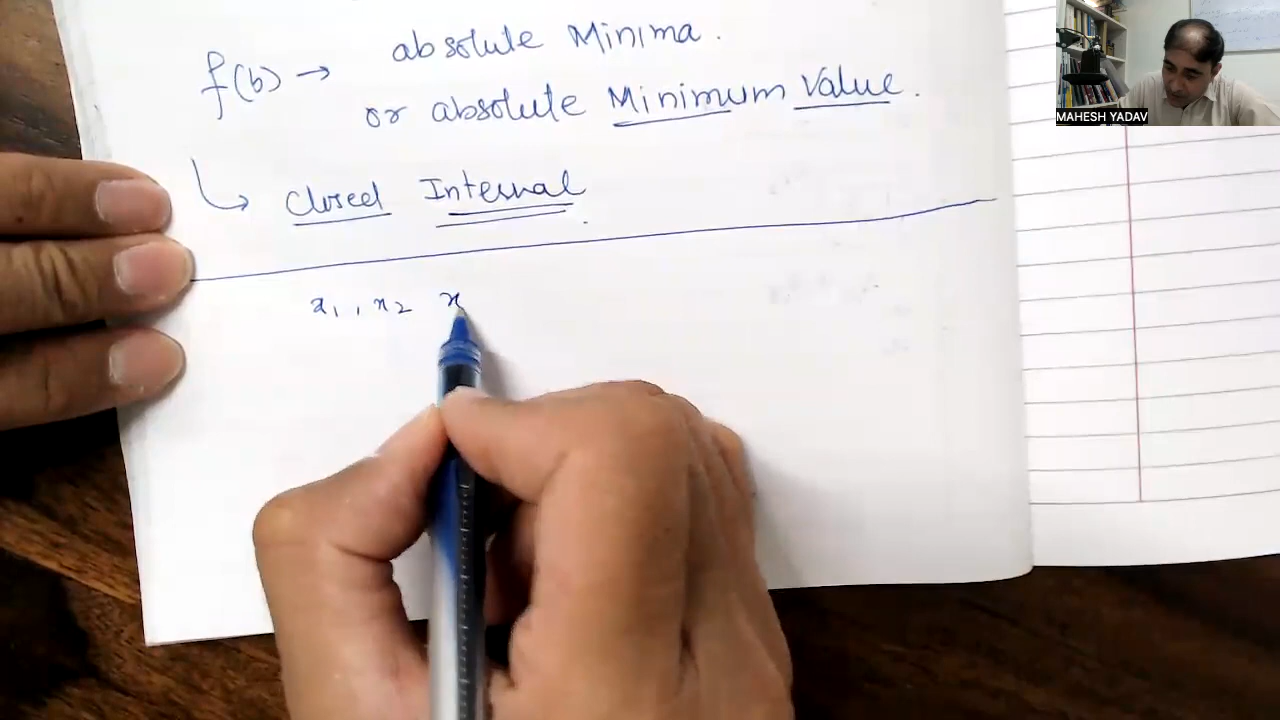 f(b) → absolute Minima.
or absolute Minimum Value.
↳ Closed Interval.
x₁, x₂ x
MAHESH YADAV